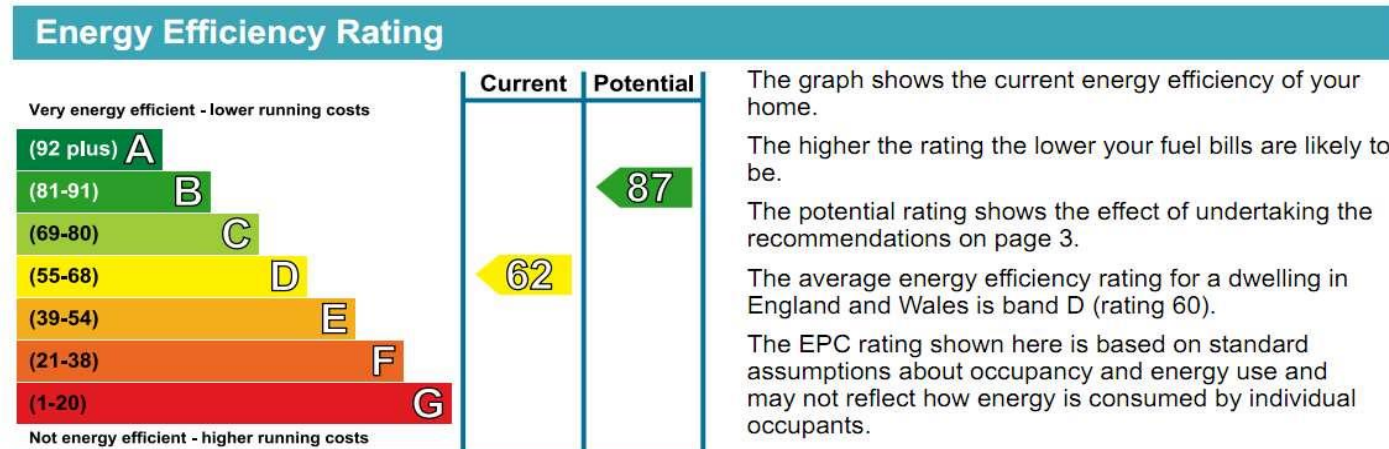 Energy Efficiency Rating
Current Potential
Very energy efficient - lower running costs
(92 plus) A
(81-91) B
87
(69-80) C
(55-68) D
62
(39-54) E
(21-38) F
(1-20) G
Not energy efficient - higher running costs
The graph shows the current energy efficiency of your
home.
The higher the rating the lower your fuel bills are likely to
be.
The potential rating shows the effect of undertaking the
recommendations on page 3.
The average energy efficiency rating for a dwelling in
England and Wales is band D (rating 60).
The EPC rating shown here is based on standard
assumptions about occupancy and energy use and
may not reflect how energy is consumed by individual
occupants.